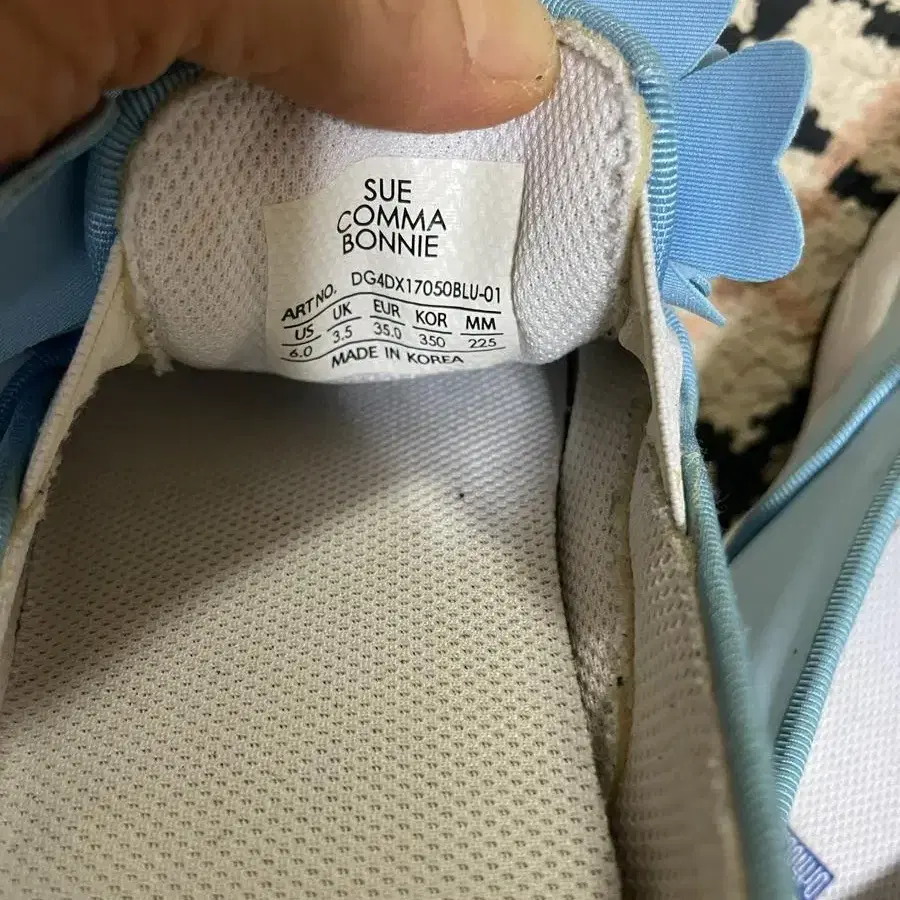 SUE
COMMA
BONNIE
ART NO. DG4DX17050BLU-01
US UK EUR KOR MM
6.0 3.5 35.0 350 225
MADE IN KOREA